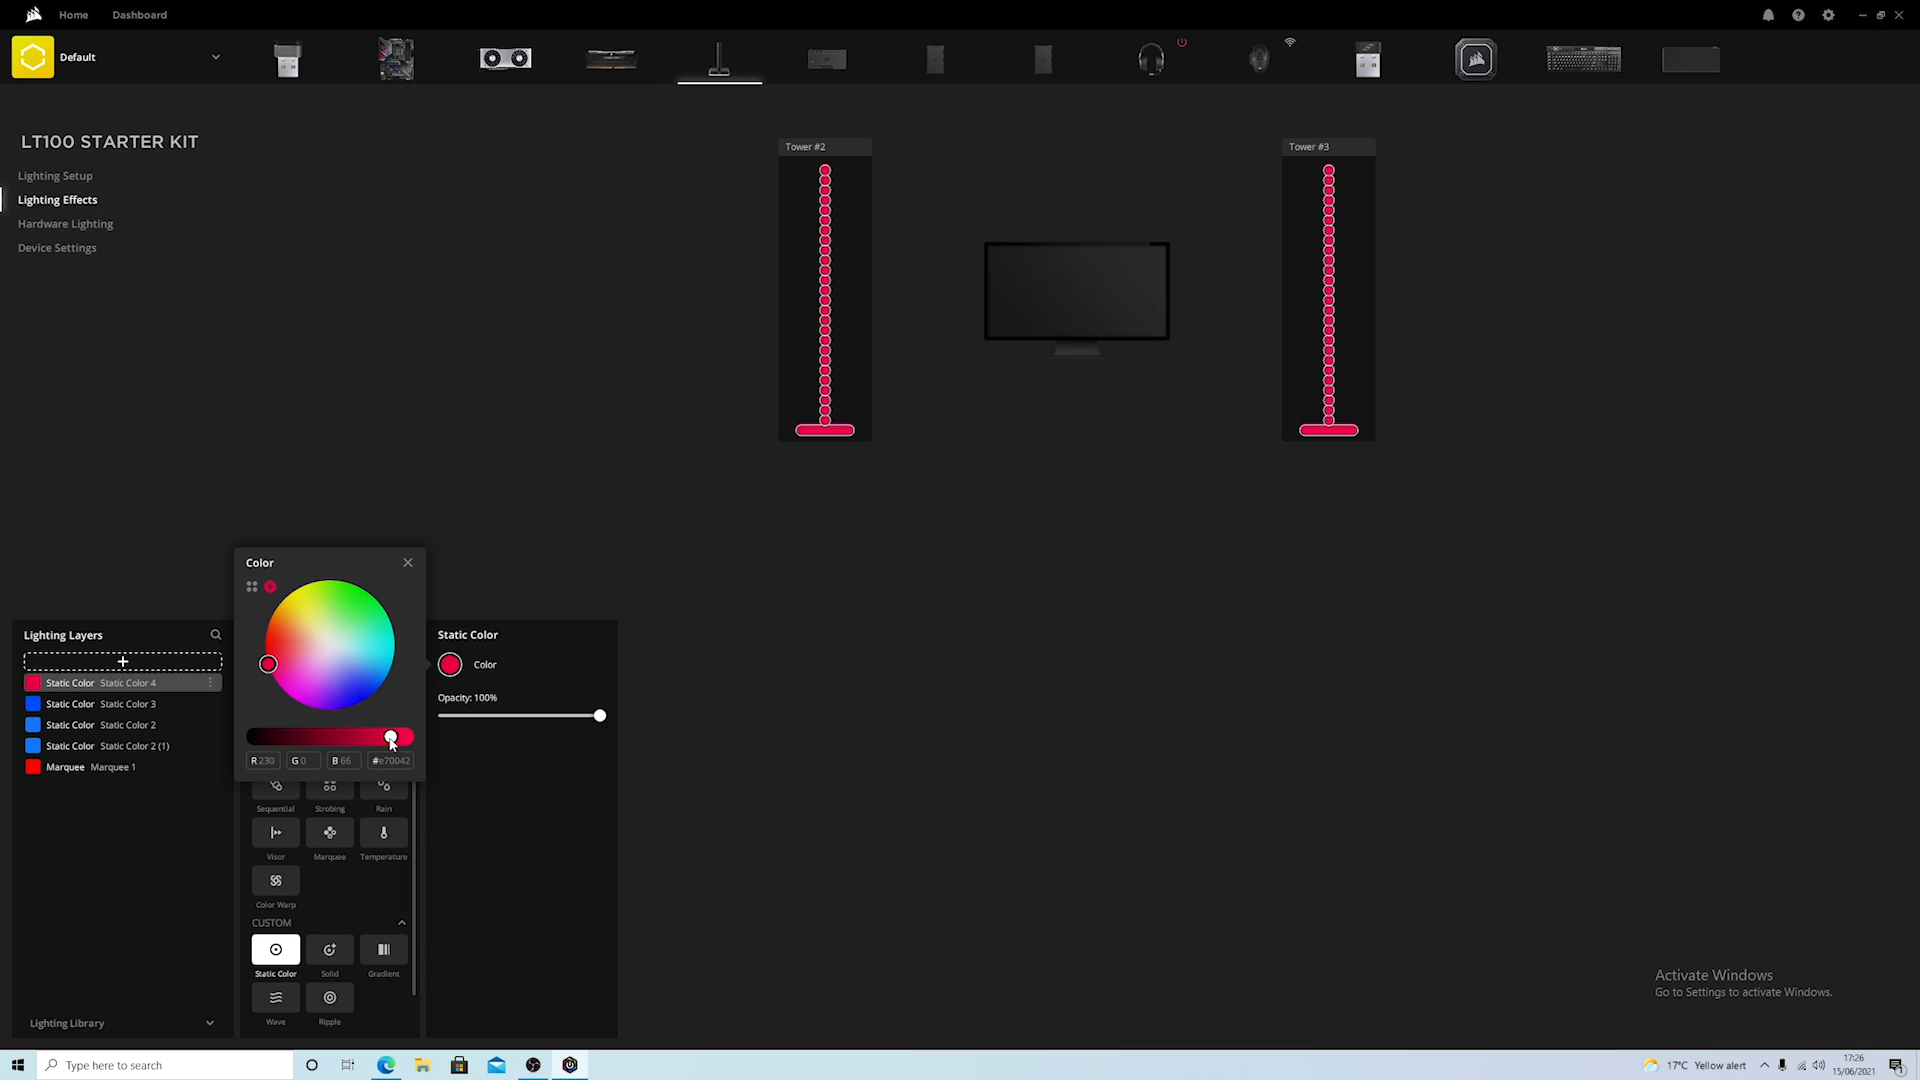 Home
Dashboard
Default
LT100 STARTER KIT
Lighting Setup
Lighting Effects
Hardware Lighting
Device Settings
Tower #2
Tower #3
Color
R 230
G 0
B 66
#e70042
Lighting Layers
+
Static Color Static Color 4
Static Color Static Color 3
Static Color Static Color 2
Static Color Static Color 2 (1)
Marquee Marquee 1
Lighting Library
Sequential
Strobing
Rain
Visor
Marquee
Temperature
Color Warp
CUSTOM
Static Color
Solid
Gradient
Wave
Ripple
Static Color
Color
Opacity: 100%
Activate Windows
Go to Settings to activate Windows.
Type here to search
17°C Yellow alert
17:26
15/06/2021